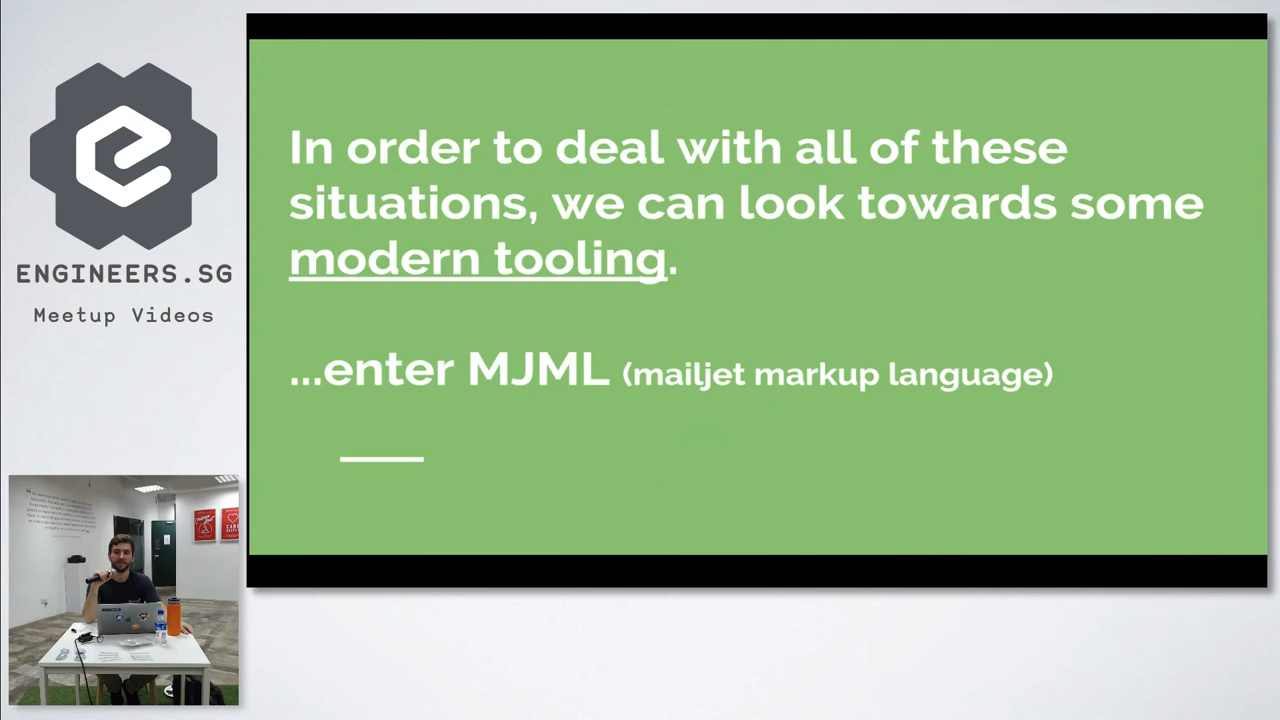 ENGINEERS.SG
Meetup Videos
In order to deal with all of these
situations, we can look towards some
modern tooling.
...enter MJML (mailjet markup language)